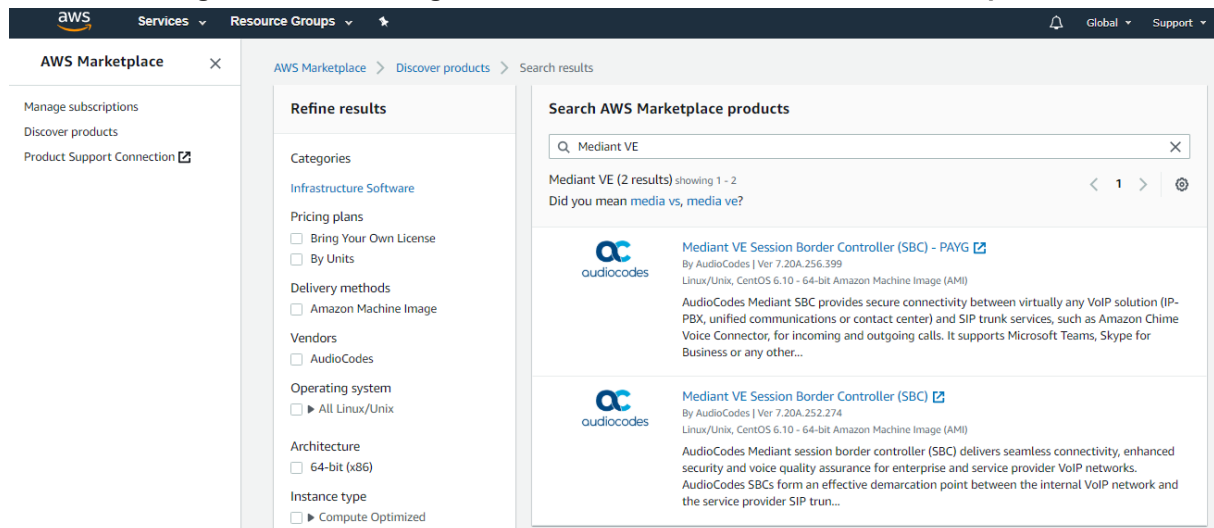 aws Services Resource Groups Global Support
AWS Marketplace
Manage subscriptions
Discover products
Product Support Connection
AWS Marketplace > Discover products > Search results
Refine results
Categories
Infrastructure Software
Pricing plans
Bring Your Own License
By Units
Delivery methods
Amazon Machine Image
Vendors
AudioCodes
Operating system
All Linux/Unix
Architecture
64-bit (x86)
Instance type
Compute Optimized
Search AWS Marketplace products
Mediant VE
Mediant VE (2 results) showing 1 - 2
< 1 >
Did you mean media vs, media ve?
audiocodes
Mediant VE Session Border Controller (SBC) - PAYG
By AudioCodes | Ver 7.20A.256.399
Linux/Unix, CentOS 6.10 - 64-bit Amazon Machine Image (AMI)
AudioCodes Mediant SBC provides secure connectivity between virtually any VoIP solution (IP-
PBX, unified communications or contact center) and SIP trunk services, such as Amazon Chime
Voice Connector, for incoming and outgoing calls. It supports Microsoft Teams, Skype for
Business or any other...
audiocodes
Mediant VE Session Border Controller (SBC)
By AudioCodes | Ver 7.20A.252.274
Linux/Unix, CentOS 6.10 - 64-bit Amazon Machine Image (AMI)
AudioCodes Mediant session border controller (SBC) delivers seamless connectivity, enhanced
security and voice quality assurance for enterprise and service provider VoIP networks.
AudioCodes SBCs form an effective demarcation point between the internal VoIP network and
the service provider SIP trun...